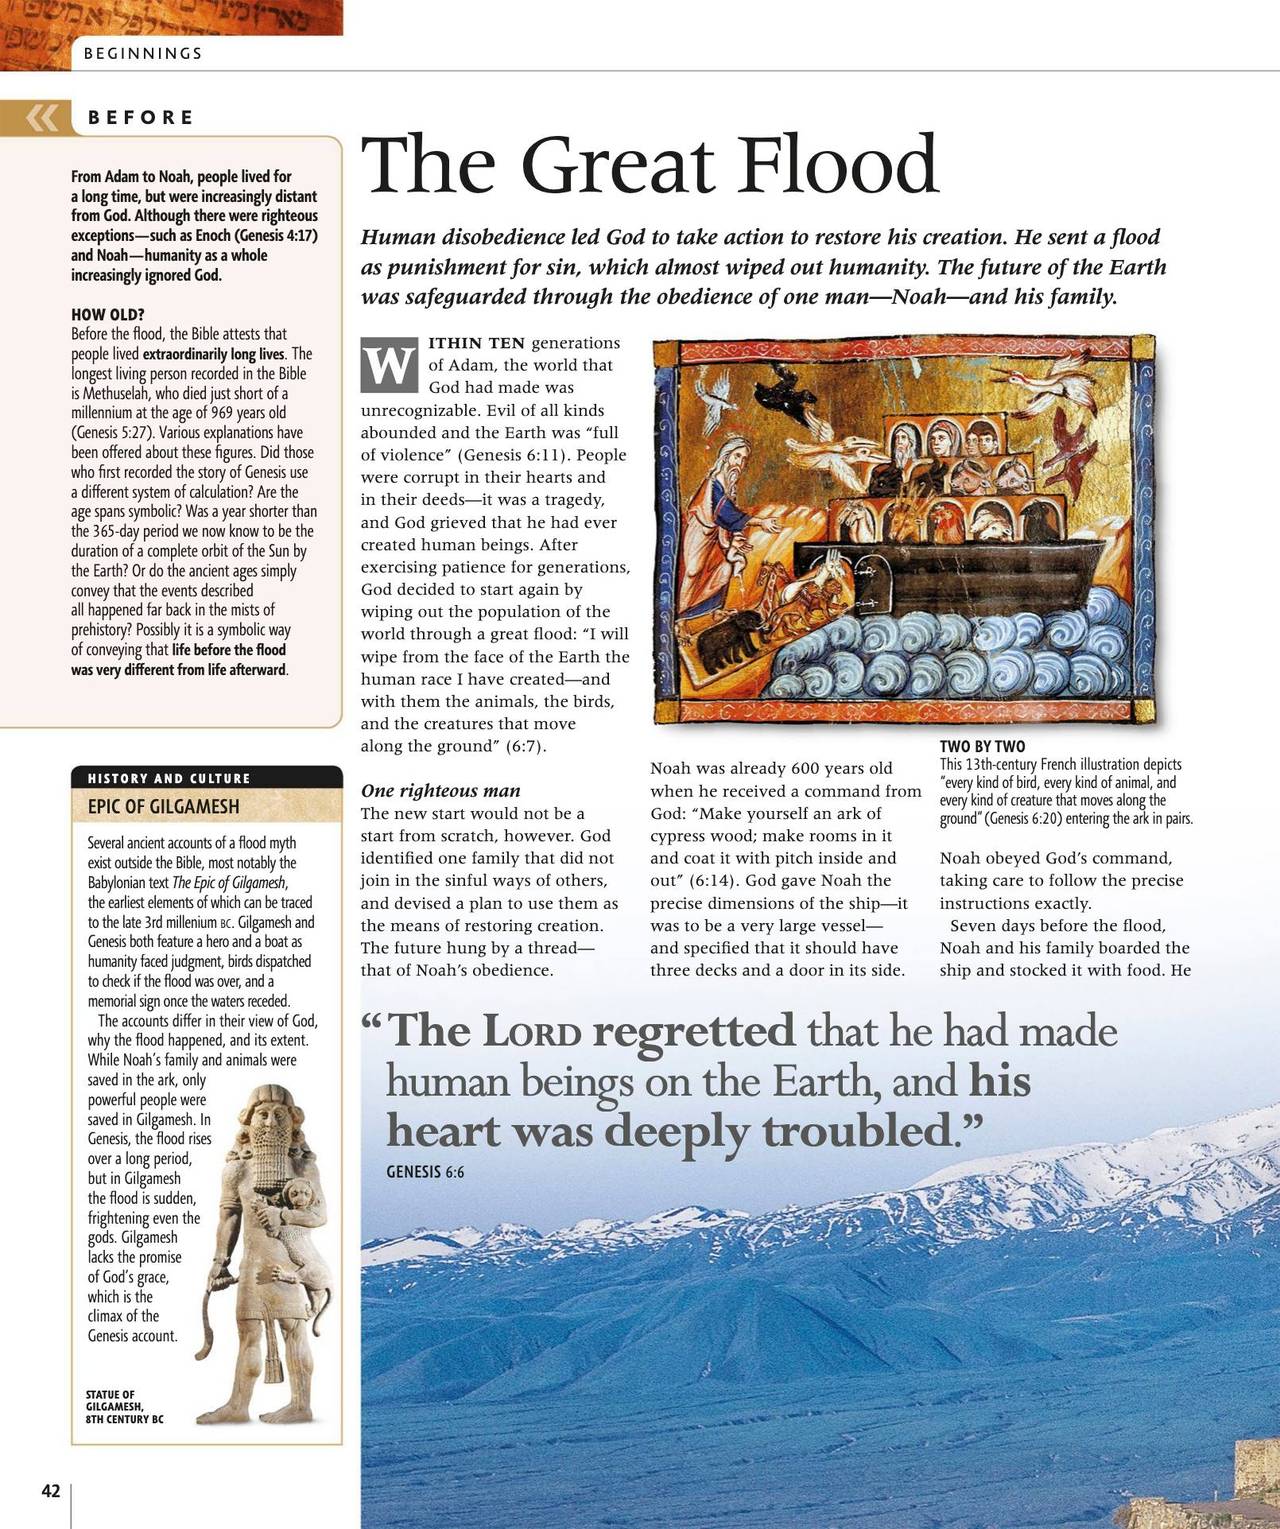 BEGINNINGS
BEFORE
From Adam to Noah, people lived for
a long time, but were increasingly distant
from God. Although there were righteous
exceptions—such as Enoch (Genesis 4:17)
and Noah—humanity as a whole
increasingly ignored God.
HOW OLD?
Before the flood, the Bible attests that
people lived extraordinarily long lives. The
longest living person recorded in the Bible
is Methuselah, who died just short of a
millennium at the age of 969 years old
(Genesis 5:27). Various explanations have
been offered about these figures. Did those
who first recorded the story of Genesis use
a different system of calculation? Are the
age spans symbolic? Was a year shorter than
the 365-day period we now know to be the
duration of a complete orbit of the Sun by
the Earth? Or do the ancient ages simply
convey that the events described
all happened far back in the mists of
prehistory? Possibly it is a symbolic way
of conveying that life before the flood
was very different from life afterward.
HISTORY AND CULTURE
EPIC OF GILGAMESH
Several ancient accounts of a flood myth
exist outside the Bible, most notably the
Babylonian text The Epic of Gilgamesh,
the earliest elements of which can be traced
to the late 3rd millenium BC. Gilgamesh and
Genesis both feature a hero and a boat as
humanity faced judgment, birds dispatched
to check if the flood was over, and a
memorial sign once the waters receded.
The accounts differ in their view of God,
why the flood happened, and its extent.
While Noah's family and animals were
saved in the ark, only
powerful people were
saved in Gilgamesh. In
Genesis, the flood rises
over a long period,
but in Gilgamesh
the flood is sudden,
frightening even the
gods. Gilgamesh
lacks the promise
of God's grace,
which is the
climax of the
Genesis account.
STATUE OF
GILGAMESH,
8TH CENTURY BC
The Great Flood
Human disobedience led God to take action to restore his creation. He sent a flood
as punishment for sin, which almost wiped out humanity. The future of the Earth
was safeguarded through the obedience of one man—Noah—and his family.
WITHIN TEN generations
of Adam, the world that
God had made was
unrecognizable. Evil of all kinds
abounded and the Earth was “full
of violence” (Genesis 6:11). People
were corrupt in their hearts and
in their deeds—it was a tragedy,
and God grieved that he had ever
created human beings. After
exercising patience for generations,
God decided to start again by
wiping out the population of the
world through a great flood: “I will
wipe from the face of the Earth the
human race I have created—and
with them the animals, the birds,
and the creatures that move
along the ground” (6:7).
One righteous man
The new start would not be a
start from scratch, however. God
identified one family that did not
join in the sinful ways of others,
and devised a plan to use them as
the means of restoring creation.
The future hung by a thread—
that of Noah's obedience.
Noah was already 600 years old
when he received a command from
God: “Make yourself an ark of
cypress wood; make rooms in it
and coat it with pitch inside and
out” (6:14). God gave Noah the
precise dimensions of the ship—it
was to be a very large vessel—
and specified that it should have
three decks and a door in its side.
TWO BY TWO
This 13th-century French illustration depicts
“every kind of bird, every kind of animal, and
every kind of creature that moves along the
ground” (Genesis 6:20) entering the ark in pairs.
Noah obeyed God's command,
taking care to follow the precise
instructions exactly.
Seven days before the flood,
Noah and his family boarded the
ship and stocked it with food. He
“The LORD regretted that he had made
human beings on the Earth, and his
heart was deeply troubled.”
GENESIS 6:6
42